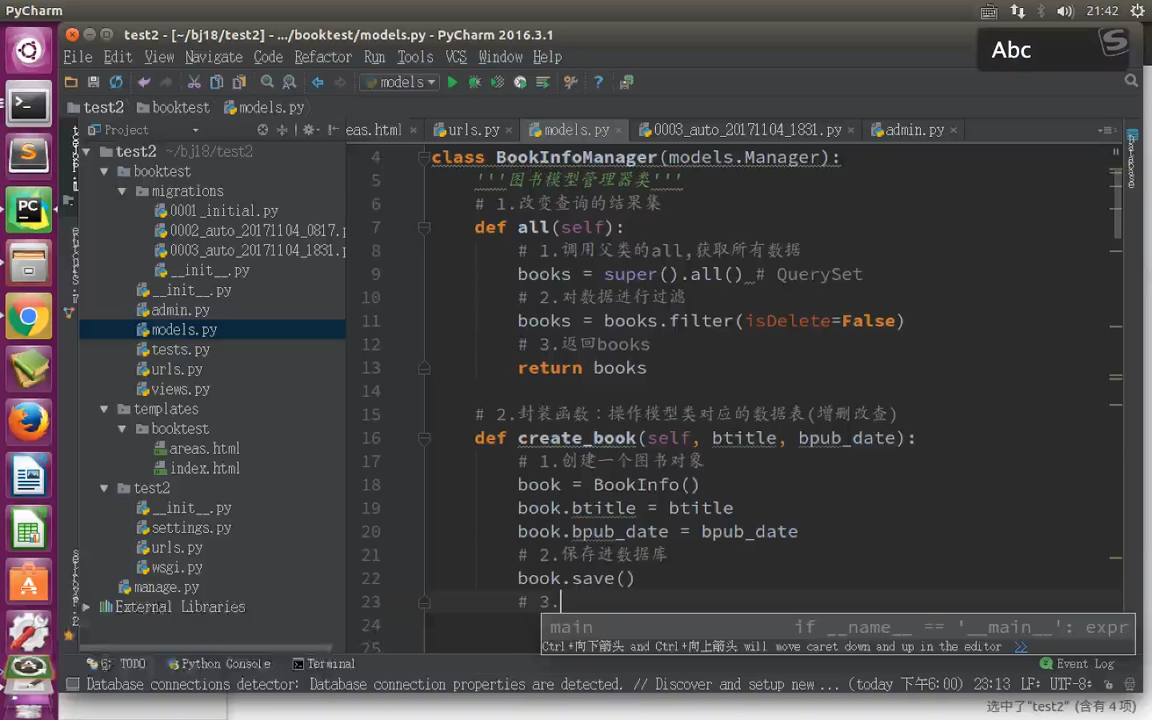 PyCharm
21:42
test2 - [~/bj18/test2] - .../booktest/models.py - PyCharm 2016.3.1
Abc
File Edit View Navigate Code Refactor Run Tools VCS Window Help
models
test2 booktest models.py
Project
eas.html urls.py models.py 0003_auto_20171104_1831.py admin.py
test2 ~/bj18/test2
booktest
migrations
0001_initial.py
0002_auto_20171104_0817.p
0003_auto_20171104_1831.p
__init__.py
__init__.py
admin.py
models.py
tests.py
urls.py
views.py
templates
booktest
areas.html
index.html
test2
__init__.py
settings.py
urls.py
wsgi.py
manage.py
External Libraries
4 class BookInfoManager(models.Manager):
5 '''图书模型管理器类'''
6 # 1.改变查询的结果集
7 def all(self):
8 # 1.调用父类的all,获取所有数据
9 books = super().all() # QuerySet
10 # 2.对数据进行过滤
11 books = books.filter(isDelete=False)
12 # 3.返回books
13 return books
14
15 # 2.封装函数：操作模型类对应的数据表(增删改查)
16 def create_book(self, btitle, bpub_date):
17 # 1.创建一个图书对象
18 book = BookInfo()
19 book.btitle = btitle
20 book.bpub_date = bpub_date
21 # 2.保存进数据库
22 book.save()
23 # 3.
24
25
main if __name__ == '__main__': expr
Ctrl+向下箭头 and Ctrl+向上箭头 will move caret down and up in the editor >>
6: TODO Python Console Terminal Event Log
Database connections detector: Database connection properties are detected. // Discover and setup new ... (today 下午6:00) 23:13 LF÷ UTF-8÷
选中了"test2" (含有 4 项)